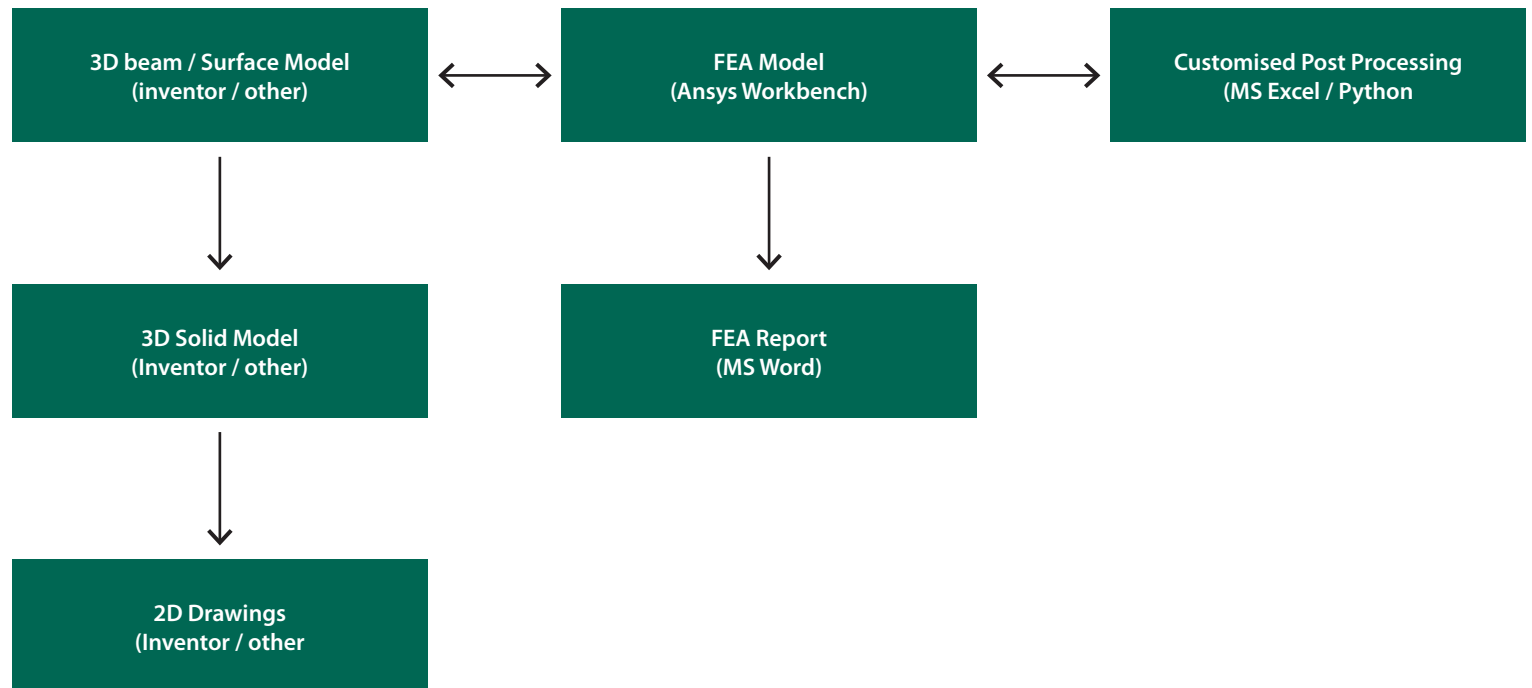 3D beam / Surface Model
(inventor / other)
FEA Model
(Ansys Workbench)
Customised Post Processing
(MS Excel / Python
3D Solid Model
(Inventor / other)
FEA Report
(MS Word)
2D Drawings
(Inventor / other